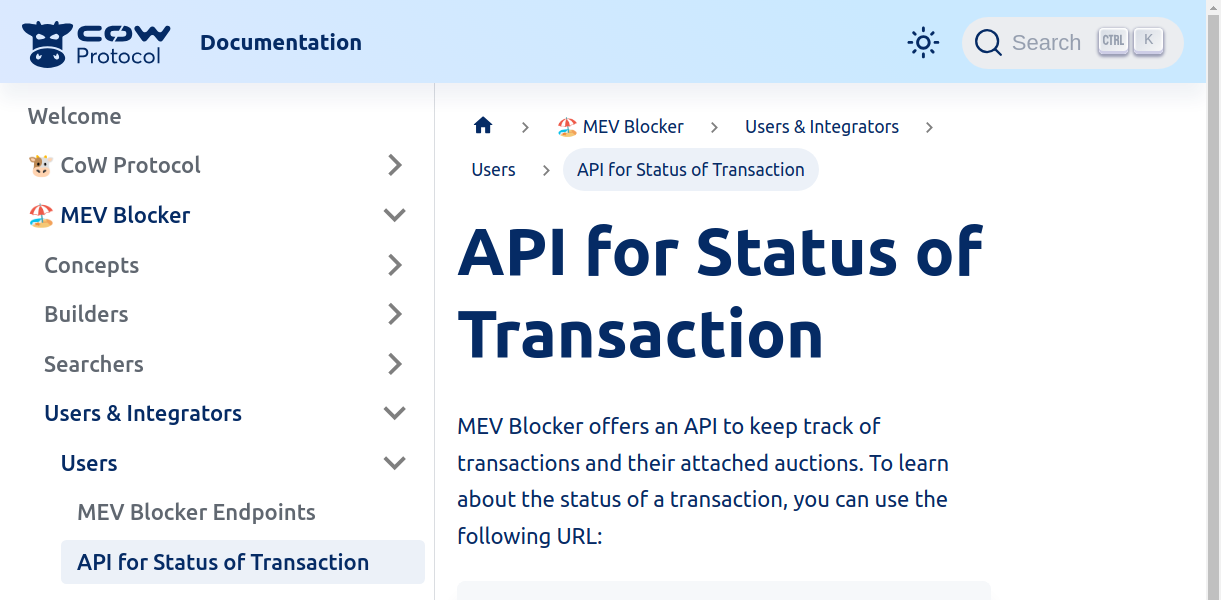 CoW Protocol
Documentation
Search CTRL K
Welcome
CoW Protocol
MEV Blocker
Concepts
Builders
Searchers
Users & Integrators
Users
MEV Blocker Endpoints
API for Status of Transaction
MEV Blocker
Users & Integrators
Users
API for Status of Transaction
API for Status of
Transaction
MEV Blocker offers an API to keep track of
transactions and their attached auctions. To learn
about the status of a transaction, you can use the
following URL: